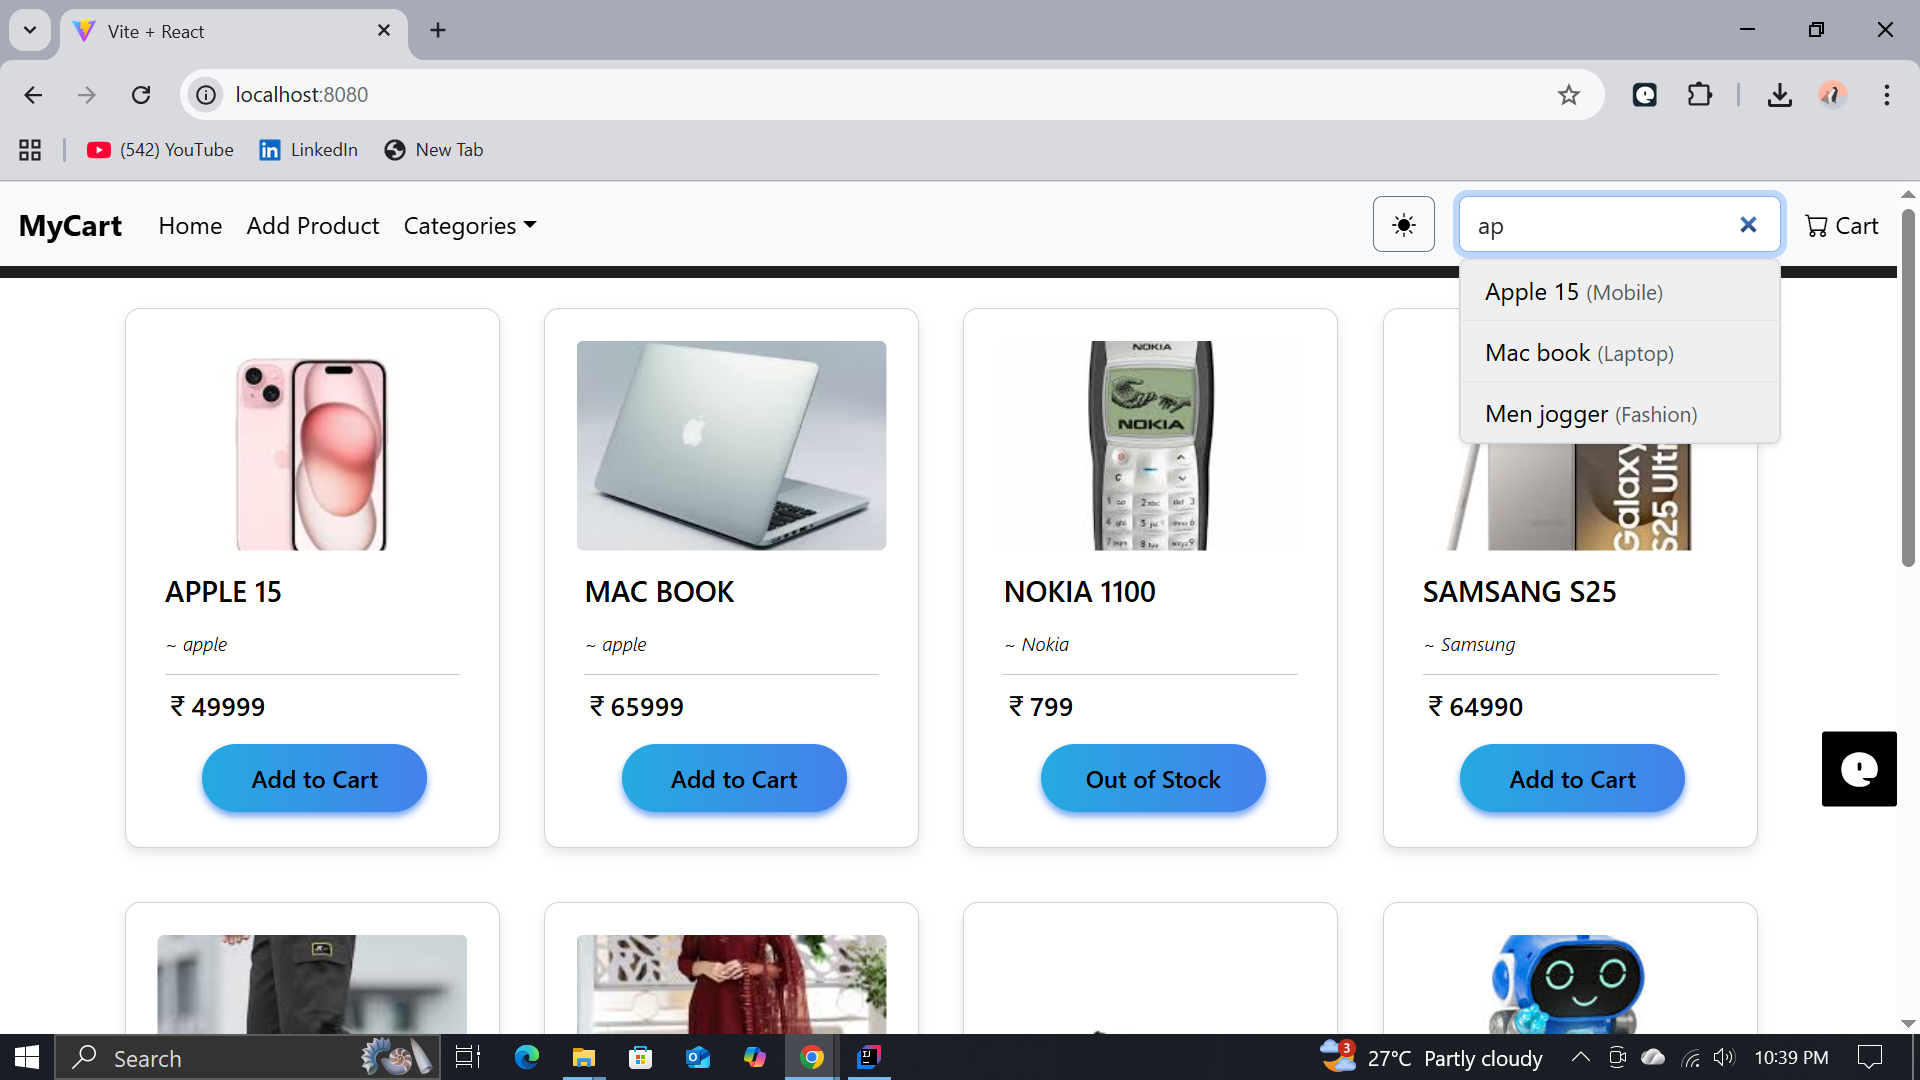 Vite + React
localhost:8080
(542) YouTube
LinkedIn
New Tab
MyCart
Home
Add Product
Categories
ap
Cart
Apple 15 (Mobile)
Mac book (Laptop)
Men jogger (Fashion)
NOKIA
NOKIA
Galaxy
S25 Ultr
APPLE 15
~ apple
₹ 49999
Add to Cart
MAC BOOK
~ apple
₹ 65999
Add to Cart
NOKIA 1100
~ Nokia
₹ 799
Out of Stock
SAMSANG S25
~ Samsung
₹ 64990
Add to Cart
Search
3
27°C Partly cloudy
10:39 PM